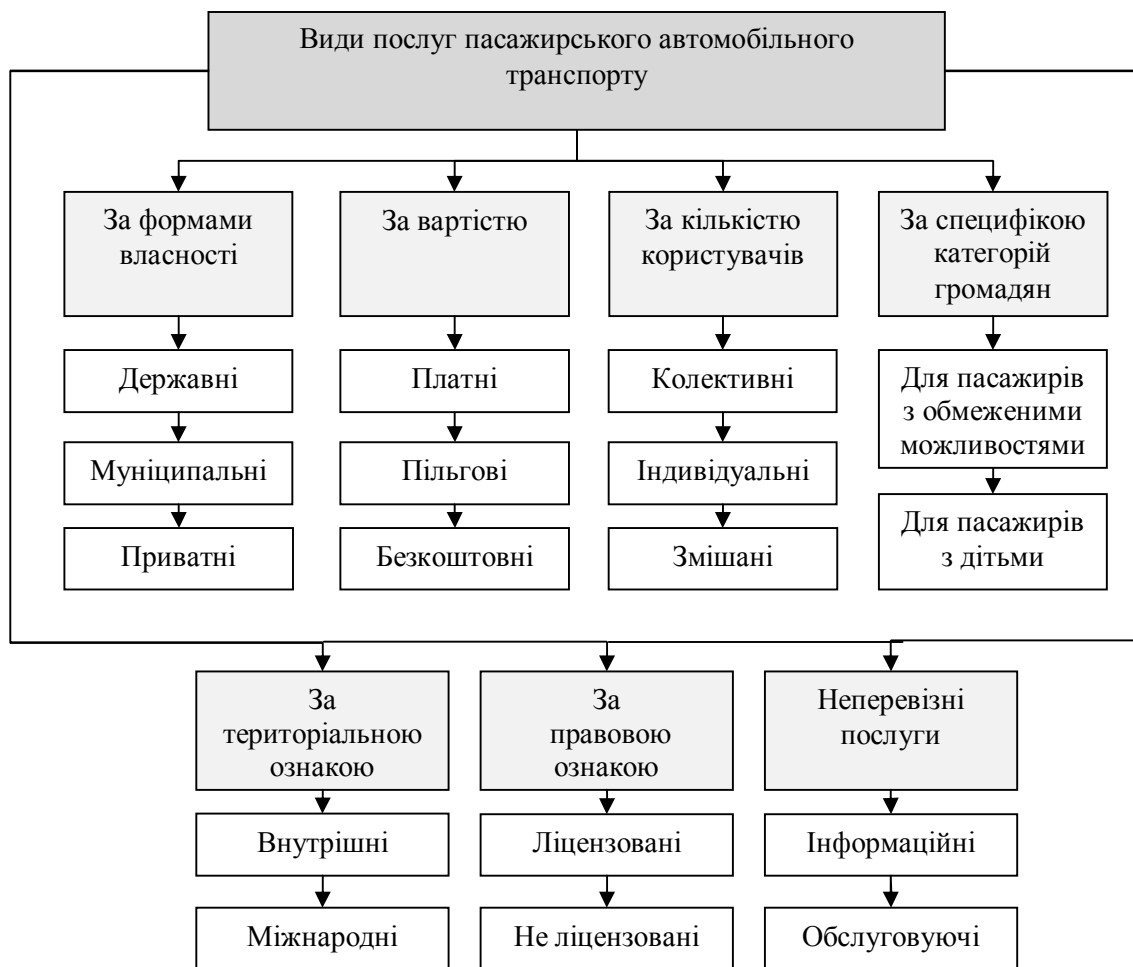 Види послуг пасажирського автомобільного
транспорту
За формами
власності
За вартістю
За кількістю
користувачів
За специфікою
категорій
громадян
Державні
Платні
Колективні
Для пасажирів
з обмеженими
можливостями
Муніципальні
Пільгові
Індивідуальні
Для пасажирів
з дітьми
Приватні
Безкоштовні
Змішані
За
територіальною
ознакою
За
правовою
ознакою
Неперевізні
послуги
Внутрішні
Ліцензовані
Інформаційні
Міжнародні
Не ліцензовані
Обслуговуючі